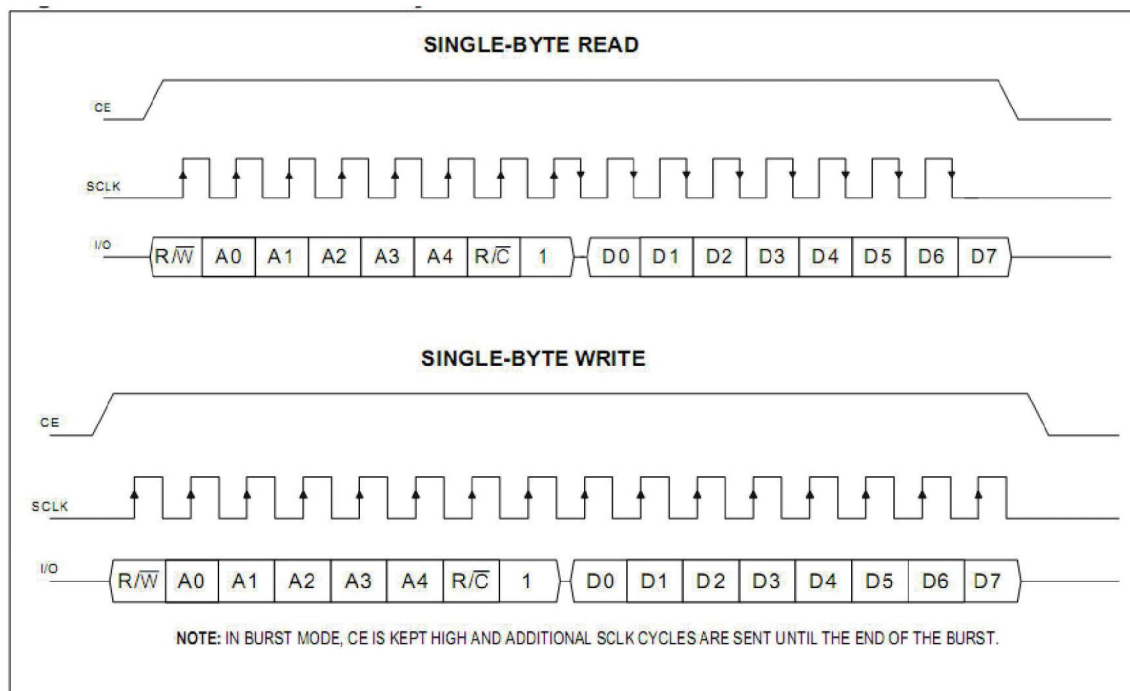 SINGLE-BYTE READ
CE
SCLK
I/O R/W̅ A0 A1 A2 A3 A4 R/C̅ 1 D0 D1 D2 D3 D4 D5 D6 D7
SINGLE-BYTE WRITE
CE
SCLK
I/O R/W̅ A0 A1 A2 A3 A4 R/C̅ 1 D0 D1 D2 D3 D4 D5 D6 D7
NOTE: IN BURST MODE, CE IS KEPT HIGH AND ADDITIONAL SCLK CYCLES ARE SENT UNTIL THE END OF THE BURST.